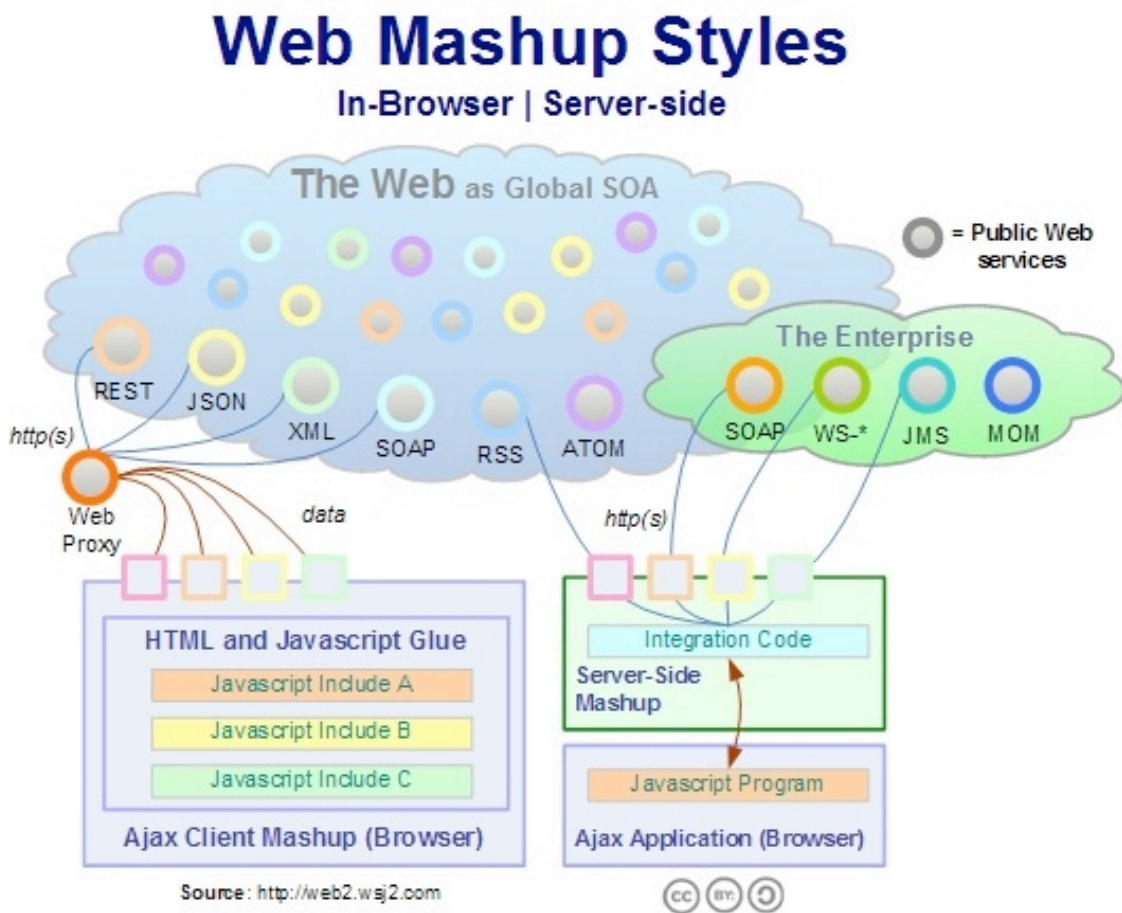 Web Mashup Styles
In-Browser | Server-side
The Web as Global SOA
= Public Web
services
The Enterprise
REST
JSON
XML
SOAP
RSS
ATOM
SOAP
WS-*
JMS
MOM
http(s)
Web
Proxy
data
http(s)
HTML and Javascript Glue
Javascript Include A
Javascript Include B
Javascript Include C
Ajax Client Mashup (Browser)
Integration Code
Server-Side
Mashup
Javascript Program
Ajax Application (Browser)
Source: http://web2.wsj2.com
cc BY: